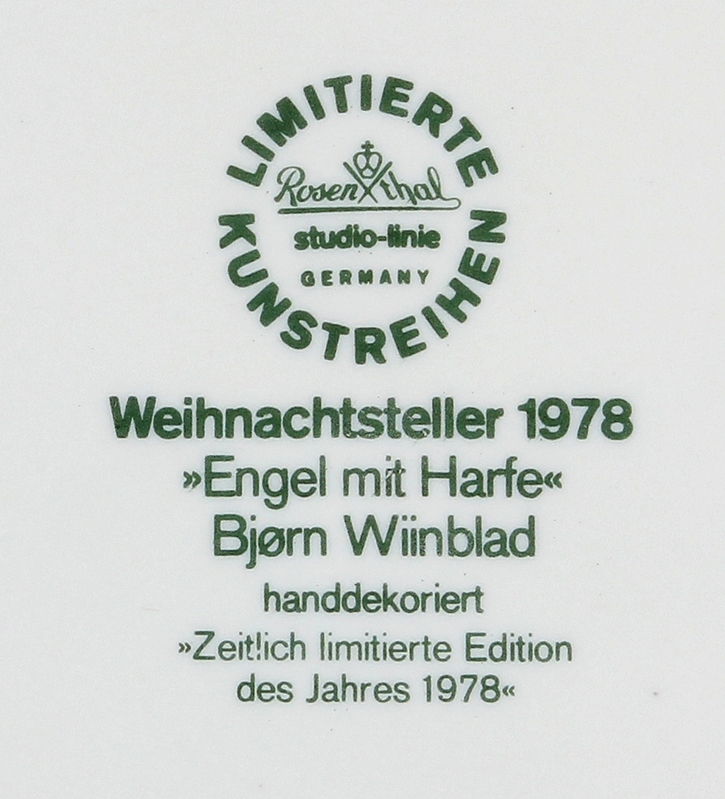 LIMITIERTE
Rosenthal
studio-linie
GERMANY
KUNSTREIHEN
Weihnachtsteller 1978
»Engel mit Harfe«
Bjørn Wiinblad
handdekoriert
»Zeitlich limitierte Edition
des Jahres 1978«